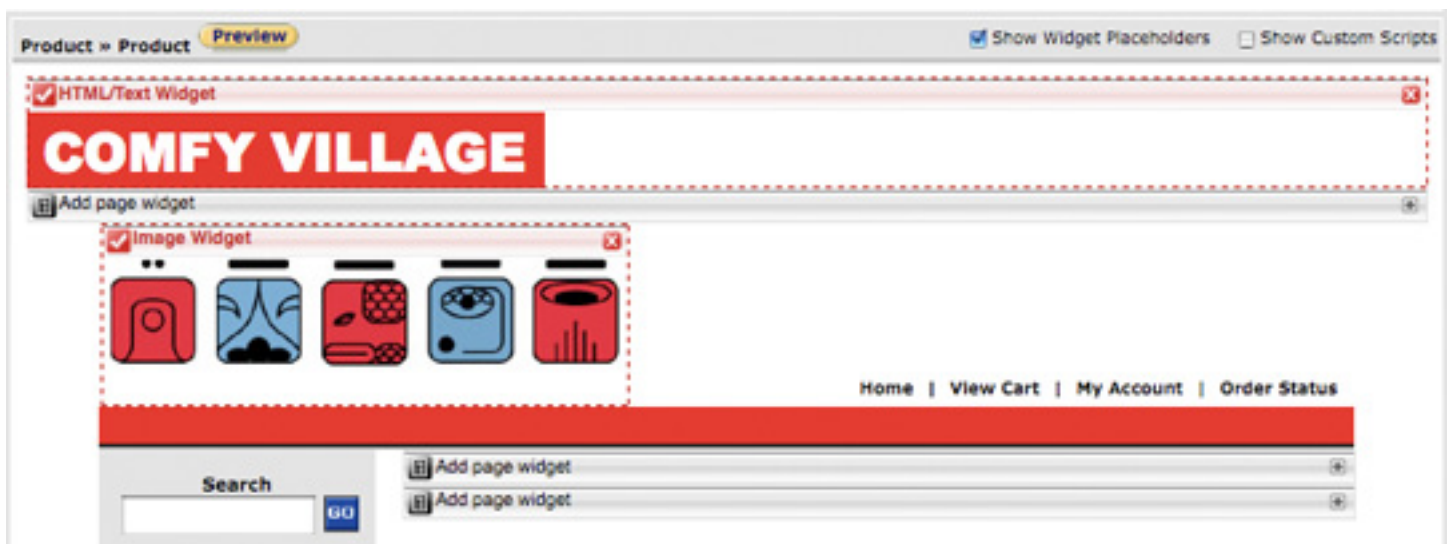 Product » Product Preview Show Widget Placeholders Show Custom Scripts
HTML/Text Widget
COMFY VILLAGE
Add page widget
Image Widget
Home | View Cart | My Account | Order Status
Add page widget
Search
Add page widget
GO